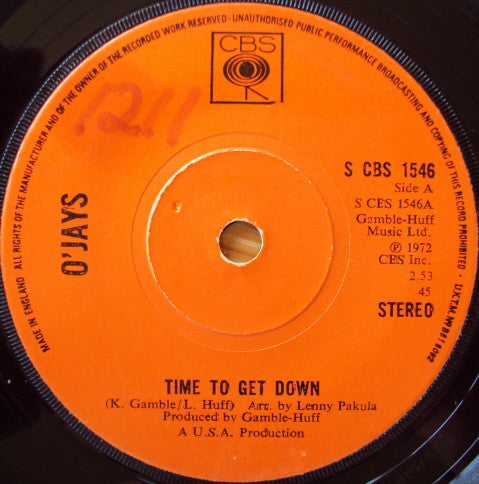 ALL RIGHTS OF THE MANUFACTURER AND OF THE OWNER OF THE RECORDED WORK RESERVED - UNAUTHORISED PUBLIC PERFORMANCE BROADCASTING AND COPYING OF THIS RECORD PROHIBITED.
CBS
1211
O'JAYS
S CBS 1546
Side A
S CBS 1546A
Gamble-Huff
Music Ltd.
℗ 1972
CBS Inc.
2.53
45
STEREO
TIME TO GET DOWN
(K. Gamble/L. Huff) Arr. by Lenny Pakula
Produced by Gamble-Huff
A U.S.A. Production
MADE IN ENGLAND
U.K.T.M. No